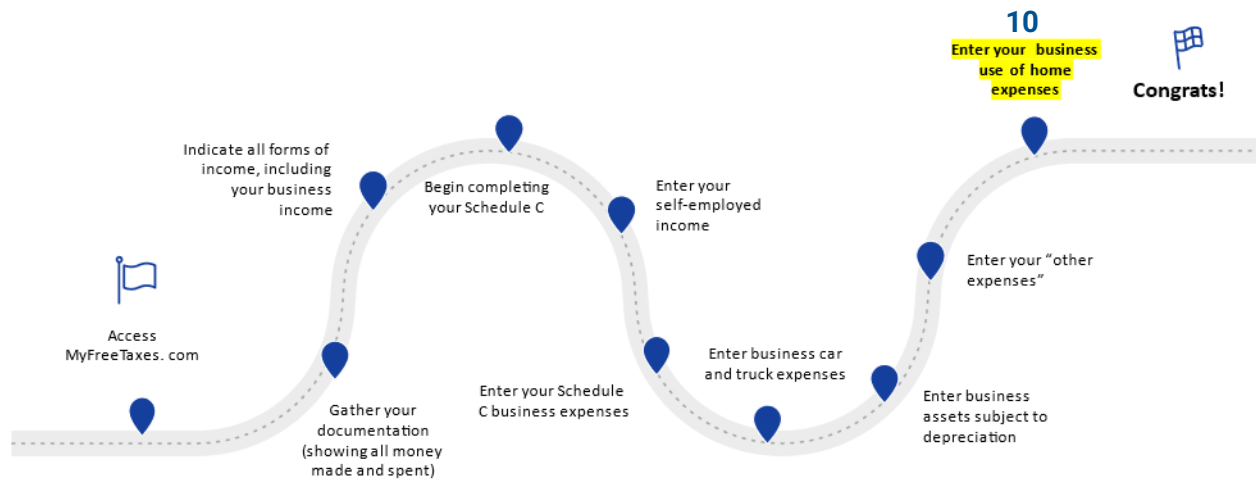 Access
MyFreeTaxes. com
Gather your
documentation
(showing all money
made and spent)
Indicate all forms of
income, including
your business
income
Begin completing
your Schedule C
Enter your
self-employed
income
Enter your Schedule
C business expenses
Enter business car
and truck expenses
Enter business
assets subject to
depreciation
Enter your “other
expenses”
10
Enter your business
use of home
expenses
Congrats!